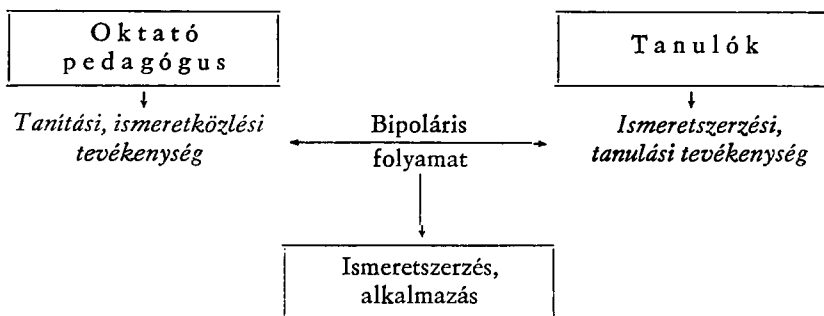 Oktató
pedagógus
Tanulók
Tanítási, ismeretközlési
tevékenység
Bipoláris
folyamat
Ismeretszerzési,
tanulási tevékenység
Ismeretszerzés,
alkalmazás